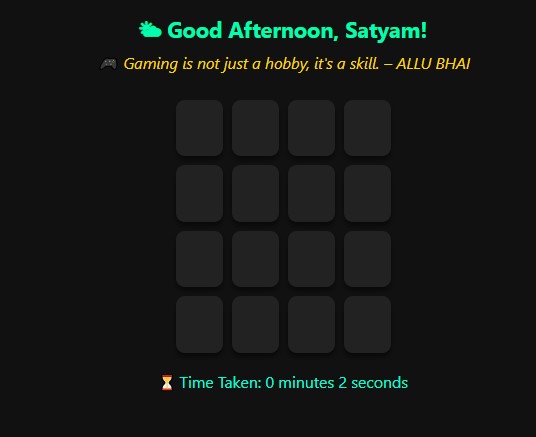 🌥 Good Afternoon, Satyam!
🎮 Gaming is not just a hobby, it's a skill. – ALLU BHAI
⏳ Time Taken: 0 minutes 2 seconds